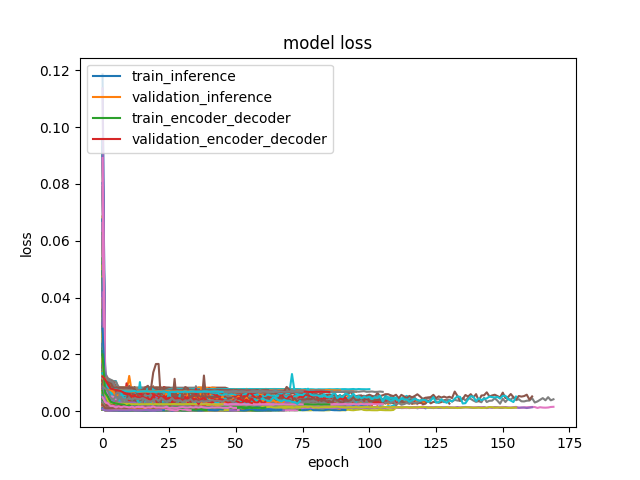 model loss
train_inference
validation_inference
train_encoder_decoder
validation_encoder_decoder
0.12
0.10
0.08
0.06
0.04
0.02
0.00
loss
0 25 50 75 100 125 150 175
epoch